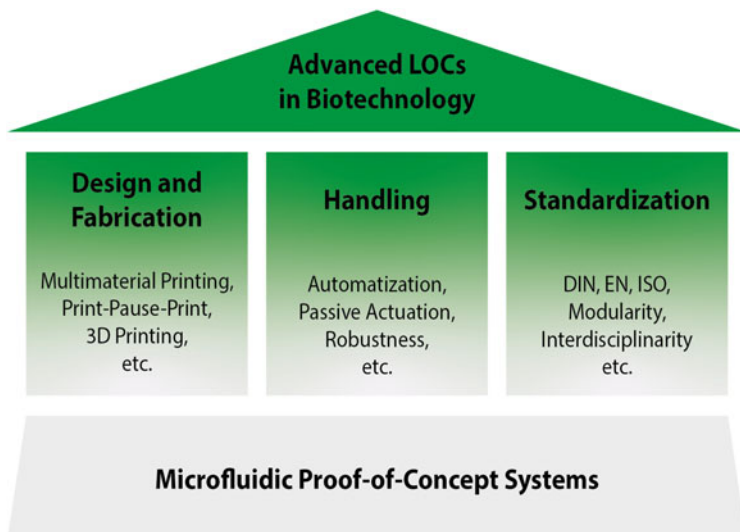 Advanced LOCs
in Biotechnology
Design and
Fabrication
Multimaterial Printing,
Print-Pause-Print,
3D Printing,
etc.
Handling
Automatization,
Passive Actuation,
Robustness,
etc.
Standardization
DIN, EN, ISO,
Modularity,
Interdisciplinarity
etc.
Microfluidic Proof-of-Concept Systems